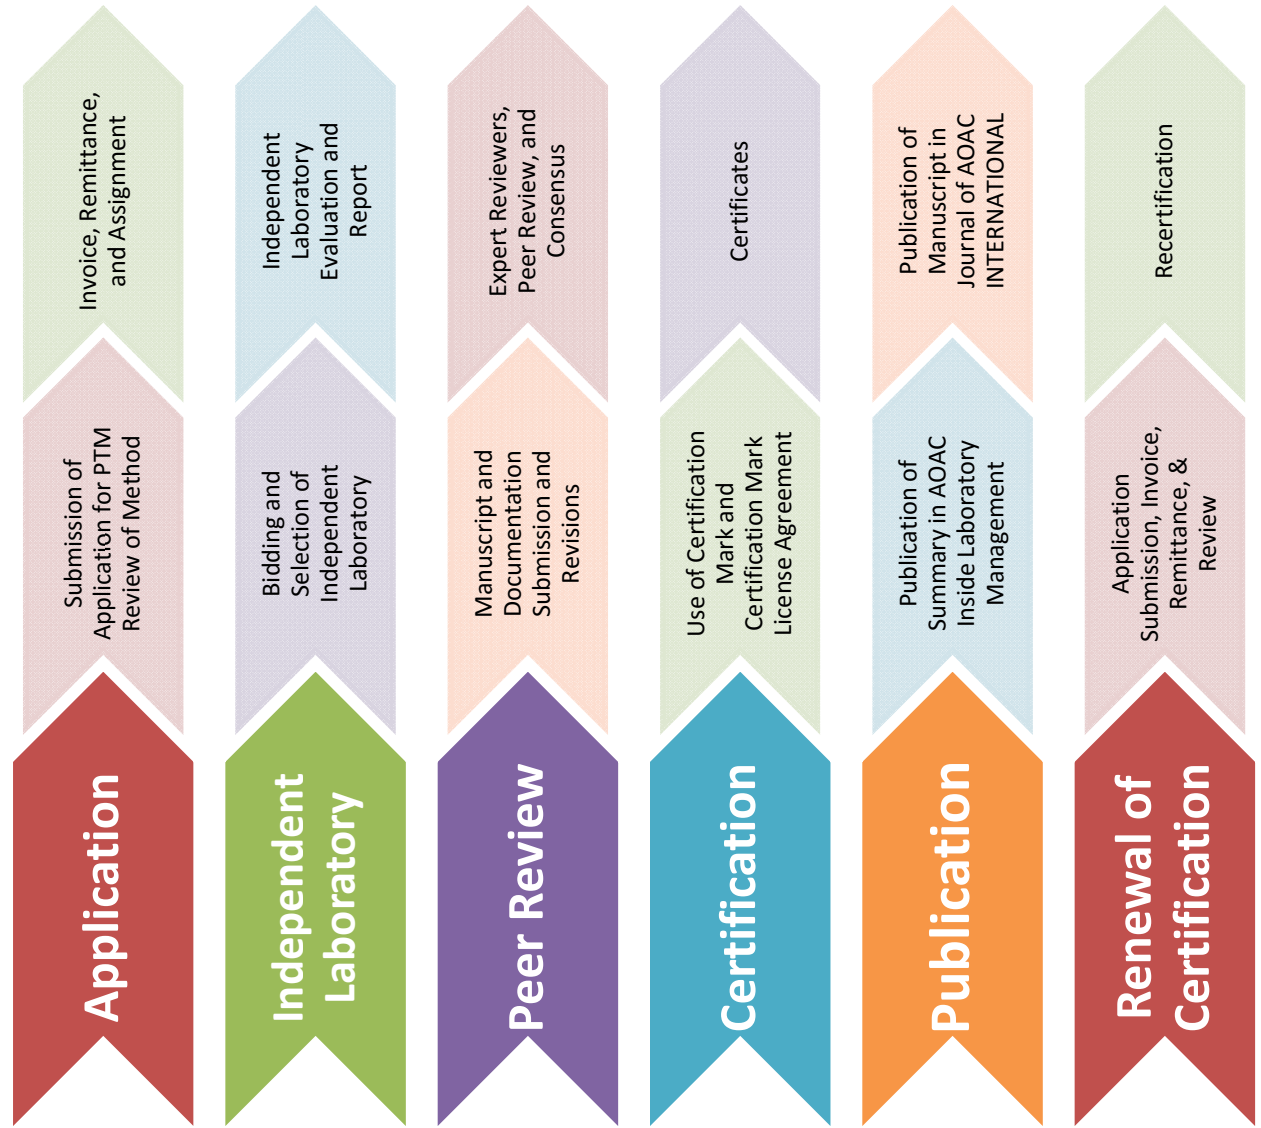 Application
Submission of
Application for PTM
Review of Method
Invoice, Remittance,
and Assignment
Independent
Laboratory
Bidding and
Selection of
Independent
Laboratory
Independent
Laboratory
Evaluation and
Report
Peer Review
Manuscript and
Documentation
Submission and
Revisions
Expert Reviewers,
Peer Review, and
Consensus
Certification
Use of Certification
Mark and
Certification Mark
License Agreement
Certificates
Publication
Publication of
Summary in AOAC
Inside Laboratory
Management
Publication of
Manuscript in
Journal of AOAC
INTERNATIONAL
Renewal of
Certification
Application
Submission, Invoice,
Remittance, &
Review
Recertification